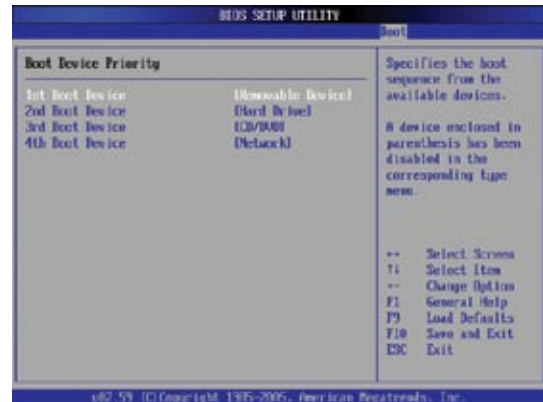 BIOS SETUP UTILITY
Boot
Boot Device Priority
1st Boot Device [Removable Device]
2nd Boot Device [Hard Drive]
3rd Boot Device [CD/DVD]
4th Boot Device [Network]
Specifies the boot
sequence from the
available devices.
A device enclosed in
parenthesis has been
disabled in the
corresponding type
menu.
↔ Select Screen
↑↓ Select Item
+- Change Option
F1 General Help
F9 Load Defaults
F10 Save and Exit
ESC Exit
v02.59 (C)Copyright 1985-2005, American Megatrends, Inc.